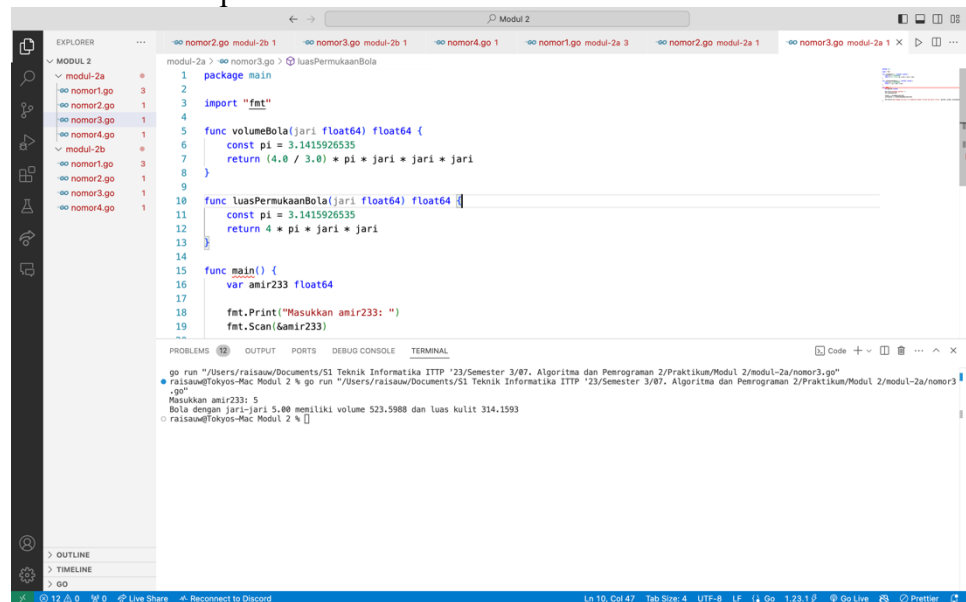 Modul 2
EXPLORER
nomor2.go modul-2b 1
nomor3.go modul-2b 1
nomor4.go 1
nomor1.go modul-2a 3
nomor2.go modul-2a 1
nomor3.go modul-2a 1
MODUL 2
modul-2a
nomor1.go 3
nomor2.go 1
nomor3.go 1
nomor4.go 1
modul-2b
nomor1.go 3
nomor2.go 1
nomor3.go 1
nomor4.go 1
modul-2a > nomor3.go > luasPermukaanBola
1 package main
2
3 import "fmt"
4
5 func volumeBola(jari float64) float64 {
6 const pi = 3.1415926535
7 return (4.0 / 3.0) * pi * jari * jari * jari
8 }
9
10 func luasPermukaanBola(jari float64) float64 {
11 const pi = 3.1415926535
12 return 4 * pi * jari * jari
13 }
14
15 func main() {
16 var amir233 float64
17
18 fmt.Print("Masukkan amir233: ")
19 fmt.Scan(&amir233)
PROBLEMS 12 OUTPUT PORTS DEBUG CONSOLE TERMINAL
Code
go run "/Users/raisauw/Documents/S1 Teknik Informatika ITTP '23/Semester 3/07. Algoritma dan Pemrograman 2/Praktikum/Modul 2/modul-2a/nomor3.go"
raisauw@Tokyos-Mac Modul 2 % go run "/Users/raisauw/Documents/S1 Teknik Informatika ITTP '23/Semester 3/07. Algoritma dan Pemrograman 2/Praktikum/Modul 2/modul-2a/nomor3
.go"
Masukkan amir233: 5
Bola dengan jari-jari 5.00 memiliki volume 523.5988 dan luas kulit 314.1593
raisauw@Tokyos-Mac Modul 2 %
OUTLINE
TIMELINE
GO
12 0 0 Live Share Reconnect to Discord
Ln 10, Col 47 Tab Size: 4 UTF-8 LF Go 1.23.1 Go Live Prettier